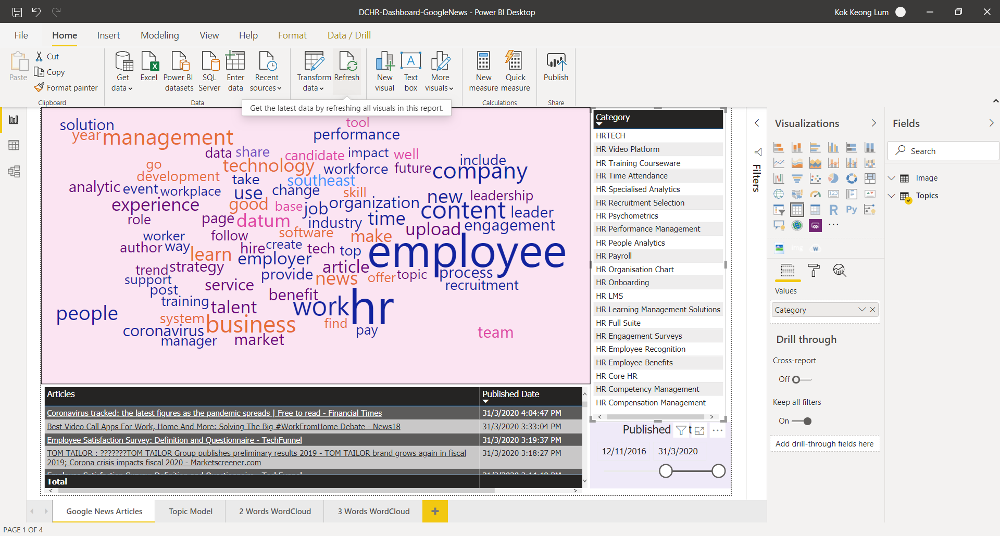 DCHR-Dashboard-GoogleNews - Power BI Desktop
Kok Keong Lum
File Home Insert Modeling View Help Format Data / Drill
Paste
Cut
Copy
Format painter
Clipboard
Get data
Excel
Power BI datasets
SQL Server
Enter data
Recent sources
Data
Transform data
Refresh
New visual
Text box
More visuals
New measure
Quick measure
Calculations
Publish
Share
Get the latest data by refreshing all visuals in this report.
solution
tool
year management
performance
data share
candidate impact well
include
go
technology
workforce future
company
development
take
southeast
analytic event workplace
use
change
skill
new leadership
experience
good
base
job
organization
content leader
role
page
datum
industry
time
upload
engagement
worker
follow
software
make
author way
learn
hire
create
tech top
employee
employer
trend
strategy
article
process
support
provide
news
offer
topic
recruitment
post
service
benefit
training
talent
work
hr
people
system
business
find
pay
team
coronavirus
manager
market
Category
HRTECH
HR Video Platform
HR Training Courseware
HR Time Attendance
HR Specialised Analytics
HR Recruitment Selection
HR Psychometrics
HR Performance Management
HR People Analytics
HR Payroll
HR Organisation Chart
HR Onboarding
HR LMS
HR Learning Management Solutions
HR Full Suite
HR Engagement Surveys
HR Employee Recognition
HR Employee Benefits
HR Core HR
HR Competency Management
HR Compensation Management
Articles Published Date
Coronavirus tracked: the latest figures as the pandemic spreads | Free to read - Financial Times 31/3/2020 4:04:47 PM
Best Video Call Apps For Work, Home And More: Solving The Big #WorkFromHome Debate - News18 31/3/2020 3:33:04 PM
Employee Satisfaction Survey: Definition and Questionnaire - TechFunnel 31/3/2020 3:19:37 PM
TOM TAILOR : ???????TOM TAILOR Group publishes preliminary results 2019 - TOM TAILOR brand grows again in fiscal 31/3/2020 3:18:27 PM
2019; Corona crisis impacts fiscal 2020 - Marketscreener.com
Total
Published t
12/11/2016 31/3/2020
Filters
Visualizations
R Py
Values
Category
Drill through
Cross-report
Off
Keep all filters
On
Add drill-through fields here
Fields
Search
Image
Topics
Google News Articles Topic Model 2 Words WordCloud 3 Words WordCloud
PAGE 1 OF 4